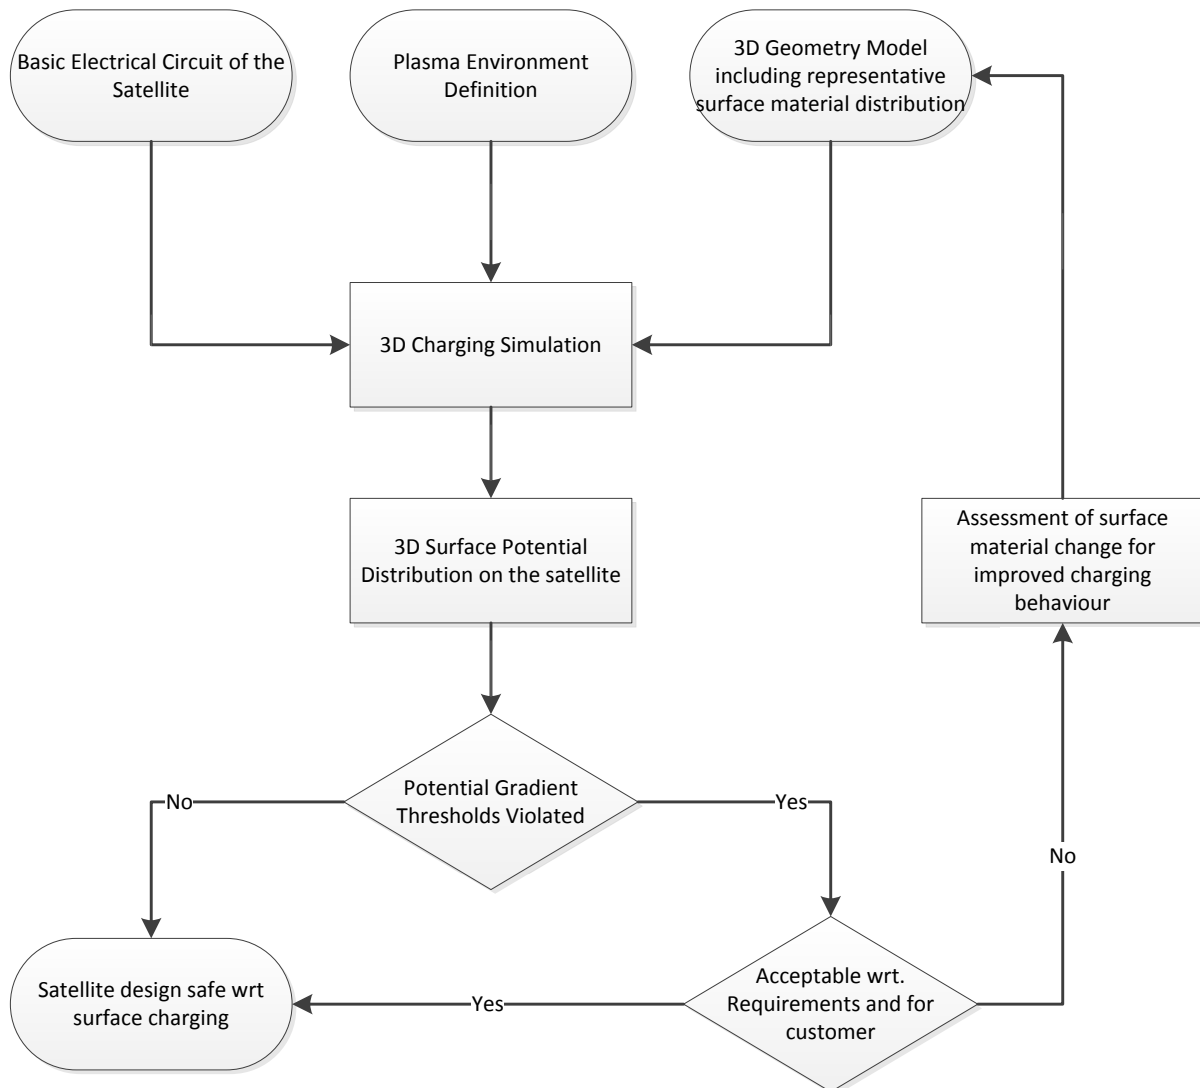 Basic Electrical Circuit of the
Satellite
Plasma Environment
Definition
3D Geometry Model
including representative
surface material distribution
3D Charging Simulation
3D Surface Potential
Distribution on the satellite
Assessment of surface
material change for
improved charging
behaviour
Potential Gradient
Thresholds Violated
No
Yes
No
Satellite design safe wrt
surface charging
Yes
Acceptable wrt.
Requirements and for
customer